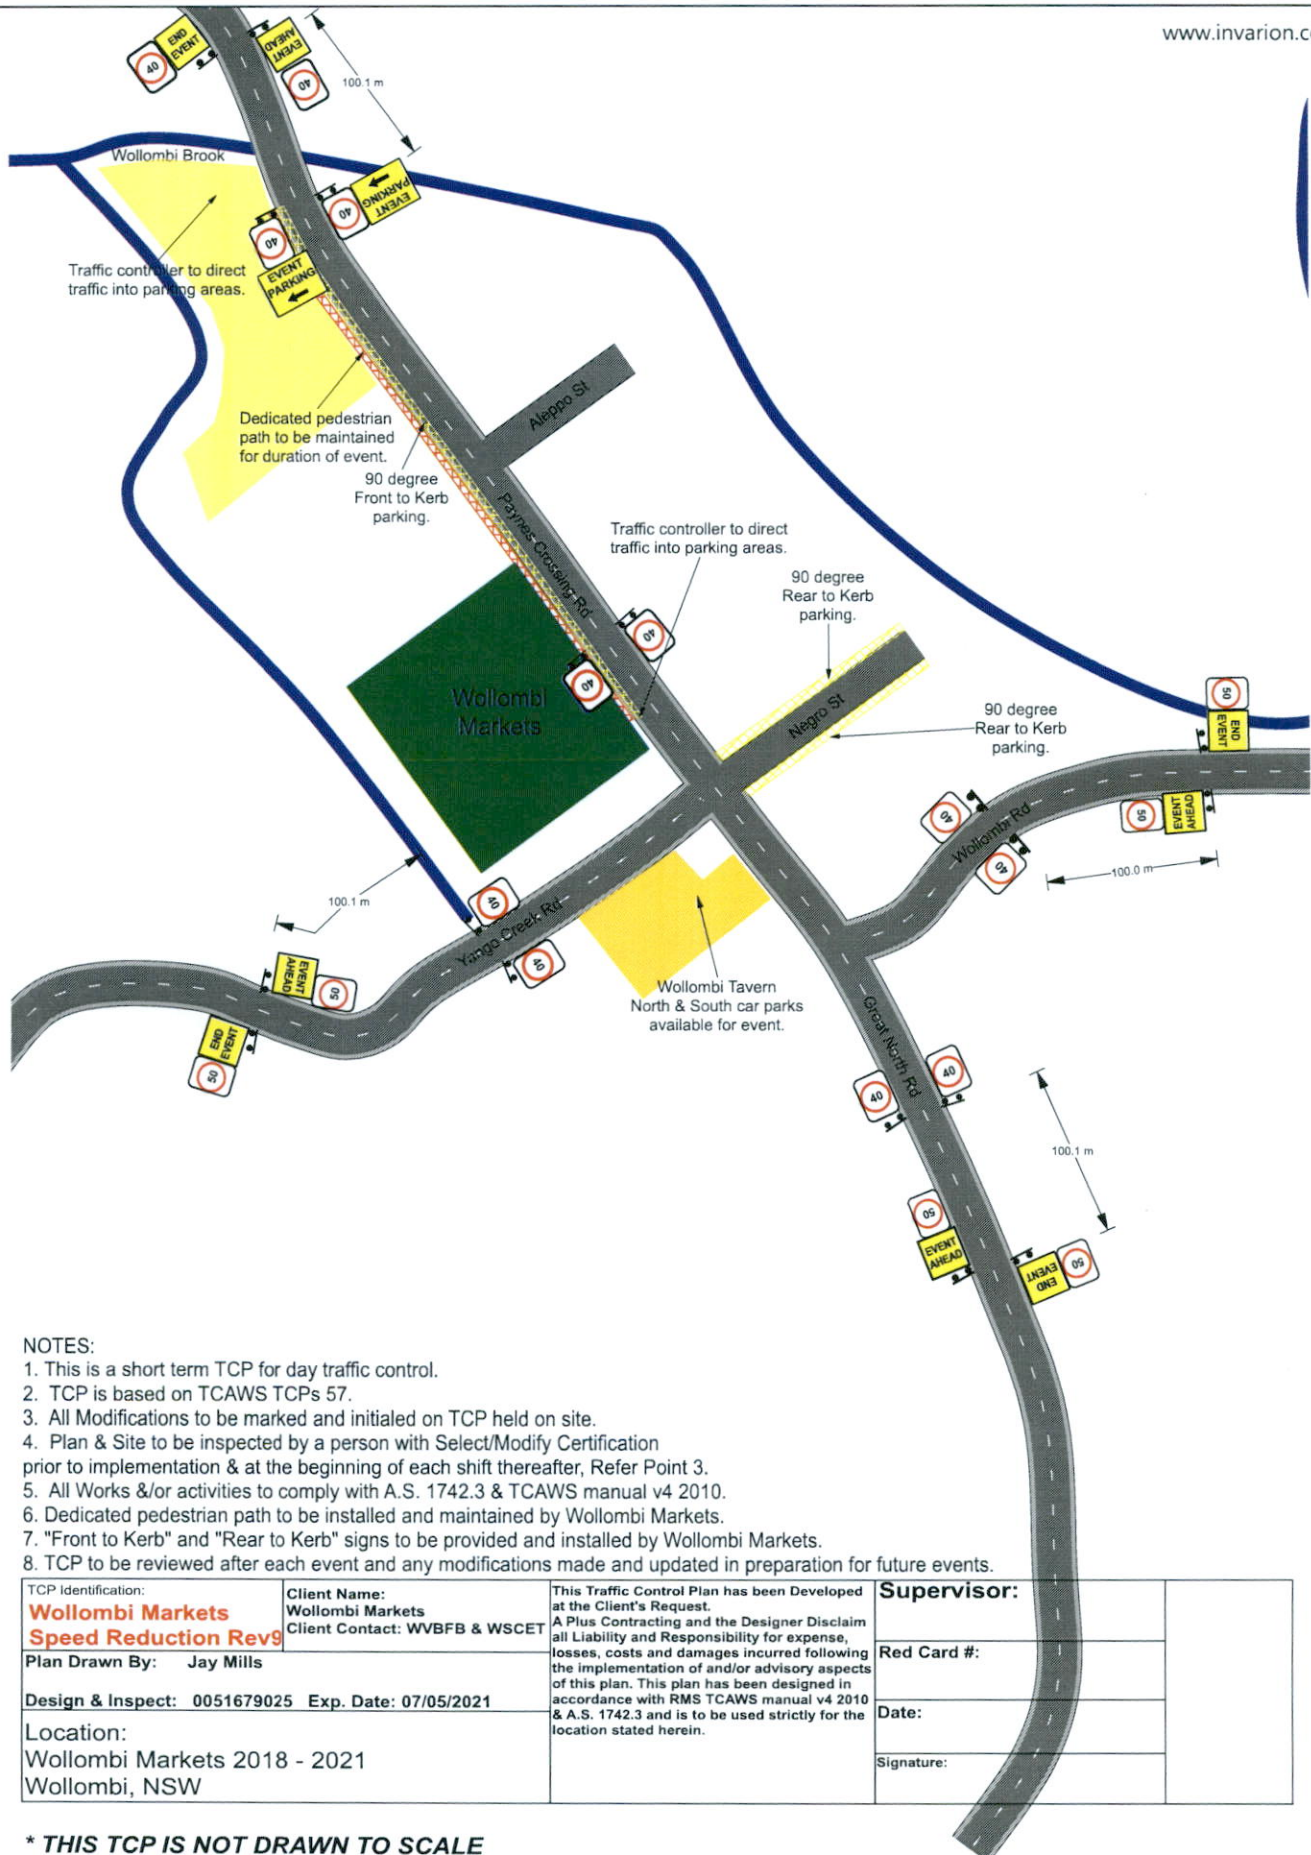 www.invarion.c
END
EVENT
40
EVENT
AHEAD
40
100.1 m
Wollombi Brook
EVENT
PARKING
40
40
EVENT
PARKING
Traffic controller to direct
traffic into parking areas.
Aleppo St
Dedicated pedestrian
path to be maintained
for duration of event.
90 degree
Front to Kerb
parking.
Paynes Crossing Rd
Traffic controller to direct
traffic into parking areas.
90 degree
Rear to Kerb
parking.
40
40
Wollombi
Markets
Negro St
90 degree
Rear to Kerb
parking.
50
END
EVENT
40
Wollombi Rd
40
50
EVENT
AHEAD
100.0 m
100.1 m
40
Yango Creek Rd
40
EVENT
AHEAD
50
END
EVENT
50
Wollombi Tavern
North & South car parks
available for event.
Great North Rd
40
40
100.1 m
50
EVENT
AHEAD
END
EVENT
50
NOTES:
1. This is a short term TCP for day traffic control.
2. TCP is based on TCAWS TCPs 57.
3. All Modifications to be marked and initialed on TCP held on site.
4. Plan & Site to be inspected by a person with Select/Modify Certification
prior to implementation & at the beginning of each shift thereafter, Refer Point 3.
5. All Works &/or activities to comply with A.S. 1742.3 & TCAWS manual v4 2010.
6. Dedicated pedestrian path to be installed and maintained by Wollombi Markets.
7. "Front to Kerb" and "Rear to Kerb" signs to be provided and installed by Wollombi Markets.
8. TCP to be reviewed after each event and any modifications made and updated in preparation for future events.
TCP Identification:
Wollombi Markets
Speed Reduction Rev9
Client Name:
Wollombi Markets
Client Contact: WVBFB & WSCET
Plan Drawn By: Jay Mills
Design & Inspect: 0051679025 Exp. Date: 07/05/2021
Location:
Wollombi Markets 2018 - 2021
Wollombi, NSW
This Traffic Control Plan has been Developed
at the Client's Request.
A Plus Contracting and the Designer Disclaim
all Liability and Responsibility for expense,
losses, costs and damages incurred following
the implementation of and/or advisory aspects
of this plan. This plan has been designed in
accordance with RMS TCAWS manual v4 2010
& A.S. 1742.3 and is to be used strictly for the
location stated herein.
Supervisor:
Red Card #:
Date:
Signature:
* THIS TCP IS NOT DRAWN TO SCALE